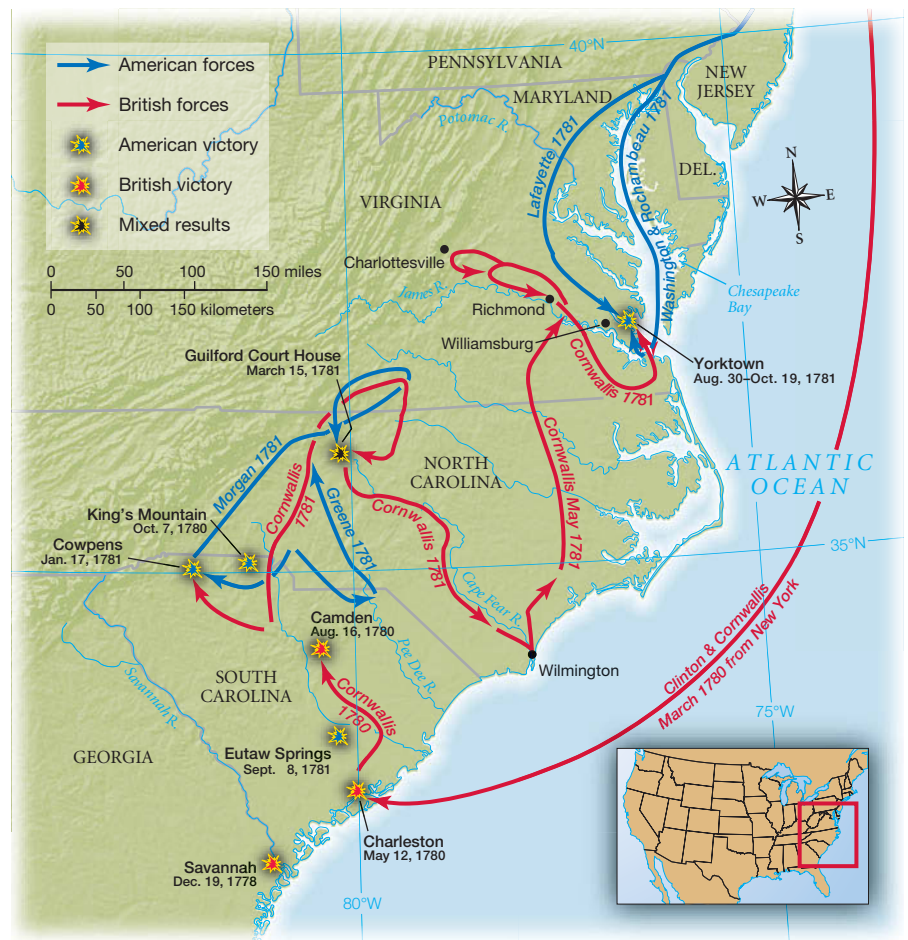 American forces
British forces
American victory
British victory
Mixed results
0 50 100 150 miles
0 50 100 150 kilometers
40°N
PENNSYLVANIA
NEW
JERSEY
MARYLAND
Potomac R.
DEL.
N
W E
S
Lafayette 1781
Washington & Rochambeau 1781
VIRGINIA
Charlottesville
James R.
Richmond
Williamsburg
Chesapeake
Bay
Yorktown
Aug. 30–Oct. 19, 1781
Cornwallis 1781
Guilford Court House
March 15, 1781
Morgan 1781
Cornwallis
1781
Greene 1781
NORTH
CAROLINA
Cornwallis May 1781
Cornwallis 1781
ATLANTIC
OCEAN
King's Mountain
Oct. 7, 1780
Cowpens
Jan. 17, 1781
35°N
Cape Fear R.
Clinton & Cornwallis
March 1780 from New York
Camden
Aug. 16, 1780
Pee Dee R.
Wilmington
SOUTH
CAROLINA
Savannah R.
Cornwallis
1780
75°W
GEORGIA
Eutaw Springs
Sept. 8, 1781
Charleston
May 12, 1780
Savannah
Dec. 19, 1778
80°W